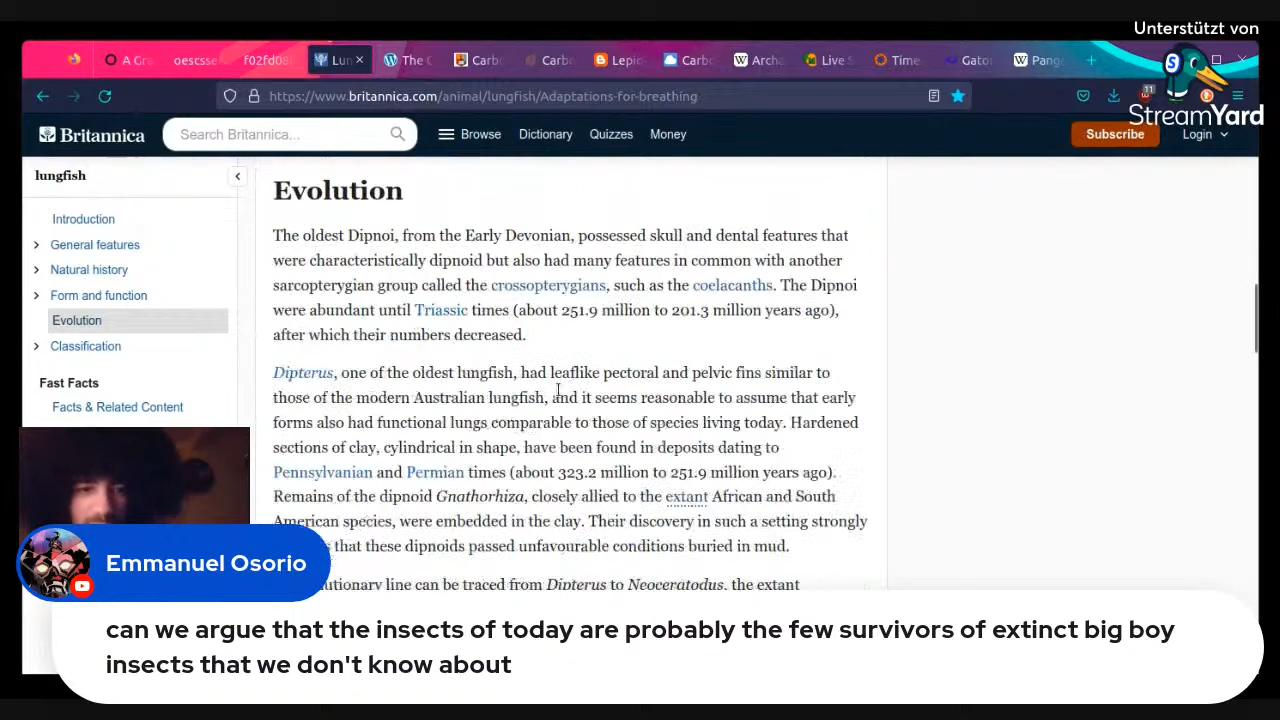 Unterstützt von
StreamYard
A Gra
oescsse
f02fd08
Lun
The C
Carbo
Carbo
Lepio
Carbo
Archa
Live S
Time
Gato
Pang
https://www.britannica.com/animal/lungfish/Adaptations-for-breathing
11
Britannica
Search Britannica...
Browse
Dictionary
Quizzes
Money
Subscribe
Login
lungfish
Introduction
General features
Natural history
Form and function
Evolution
Classification
Fast Facts
Facts & Related Content
Evolution
The oldest Dipnoi, from the Early Devonian, possessed skull and dental features that
were characteristically dipnoid but also had many features in common with another
sarcopterygian group called the crossopterygians, such as the coelacanths. The Dipnoi
were abundant until Triassic times (about 251.9 million to 201.3 million years ago),
after which their numbers decreased.
Dipterus, one of the oldest lungfish, had leaflike pectoral and pelvic fins similar to
those of the modern Australian lungfish, and it seems reasonable to assume that early
forms also had functional lungs comparable to those of species living today. Hardened
sections of clay, cylindrical in shape, have been found in deposits dating to
Pennsylvanian and Permian times (about 323.2 million to 251.9 million years ago).
Remains of the dipnoid Gnathorhiza, closely allied to the extant African and South
American species, were embedded in the clay. Their discovery in such a setting strongly
that these dipnoids passed unfavourable conditions buried in mud.
utionary line can be traced from Dipterus to Neoceratodus, the extant
Emmanuel Osorio
can we argue that the insects of today are probably the few survivors of extinct big boy
insects that we don't know about